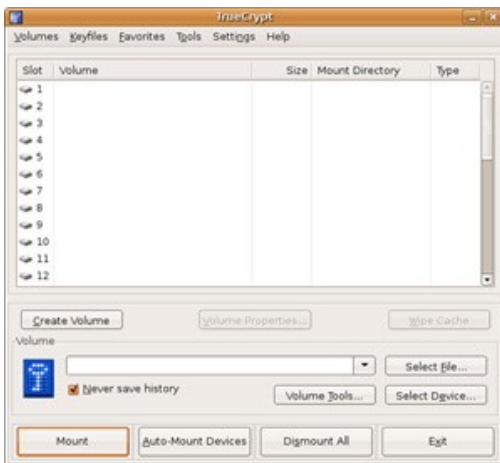 TrueCrypt
Volumes Keyfiles Favorites Tools Settings Help
Slot Volume Size Mount Directory Type
1
2
3
4
5
6
7
8
9
10
11
12
Create Volume Volume Properties... Wipe Cache
Volume
Select File...
Never save history Volume Tools... Select Device...
Mount Auto-Mount Devices Dismount All Exit